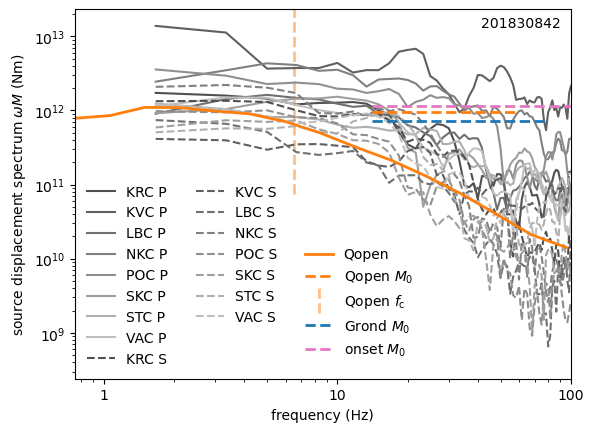 201830842
source displacement spectrum ωM (Nm)
10¹³
10¹²
10¹¹
10¹⁰
10⁹
KRC P
KVC P
LBC P
NKC P
POC P
SKC P
STC P
VAC P
KRC S
KVC S
LBC S
NKC S
POC S
SKC S
STC S
VAC S
Qopen
Qopen M₀
Qopen f_c
Grond M₀
onset M₀
1
10
100
frequency (Hz)